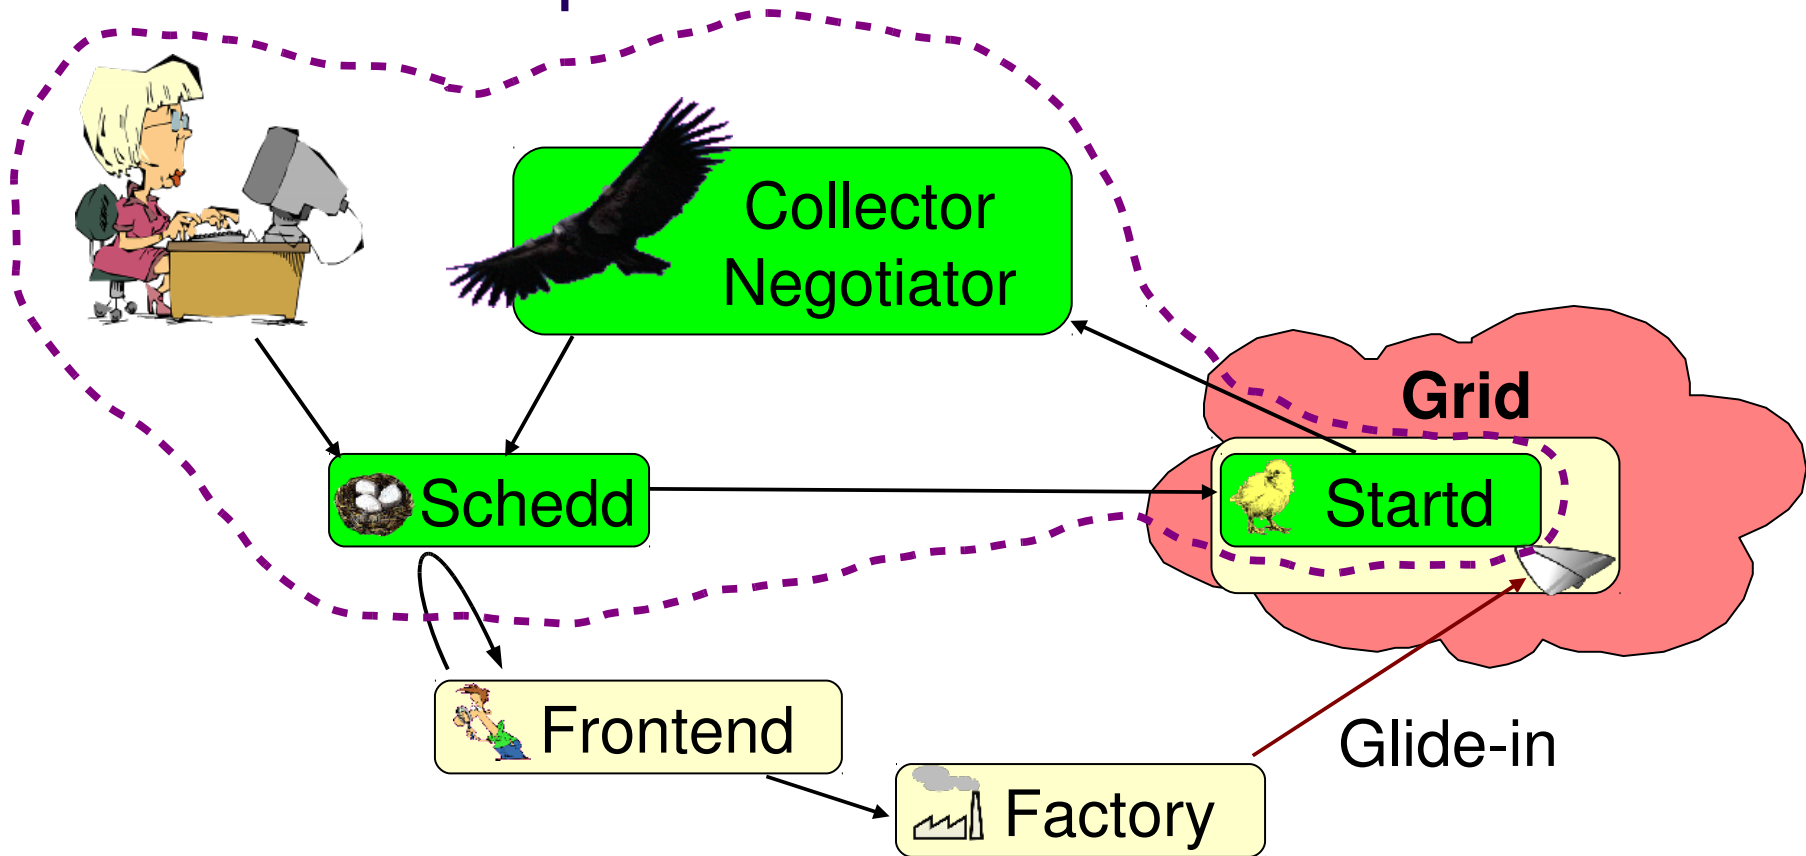 Collector
Negotiator
Grid
Schedd
Startd
Frontend
Glide-in
Factory